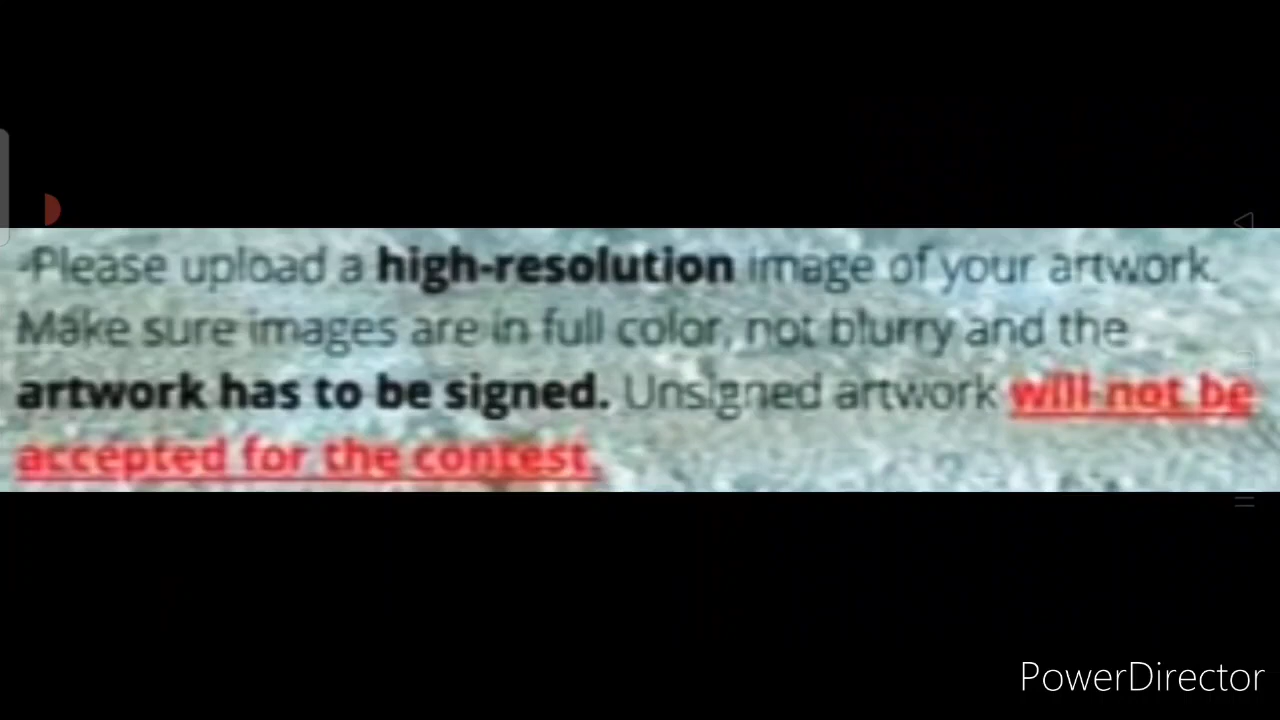 -Please upload a high-resolution image of your artwork.
Make sure images are in full color, not blurry and the
artwork has to be signed. Unsigned artwork will not be
accepted for the contest.
PowerDirector